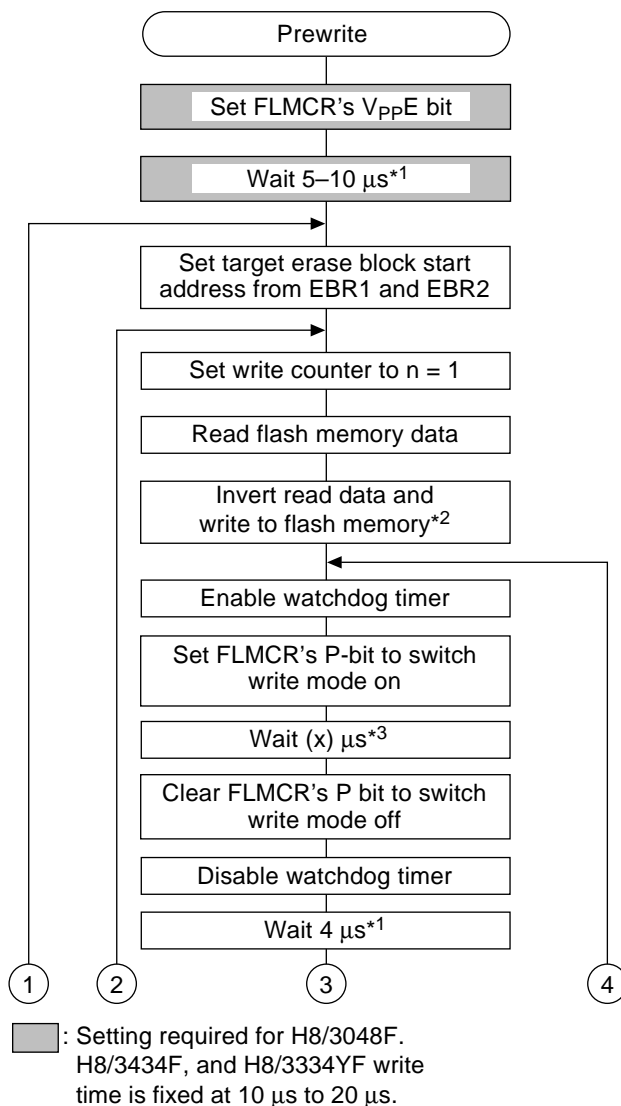 Prewrite
Set FLMCR's VPPE bit
Wait 5–10 μs*1
Set target erase block start
address from EBR1 and EBR2
Set write counter to n = 1
Read flash memory data
Invert read data and
write to flash memory*2
Enable watchdog timer
Set FLMCR's P-bit to switch
write mode on
Wait (x) μs*3
Clear FLMCR's P bit to switch
write mode off
Disable watchdog timer
Wait 4 μs*1
1 2 3 4
: Setting required for H8/3048F.
H8/3434F, and H8/3334YF write
time is fixed at 10 μs to 20 μs.